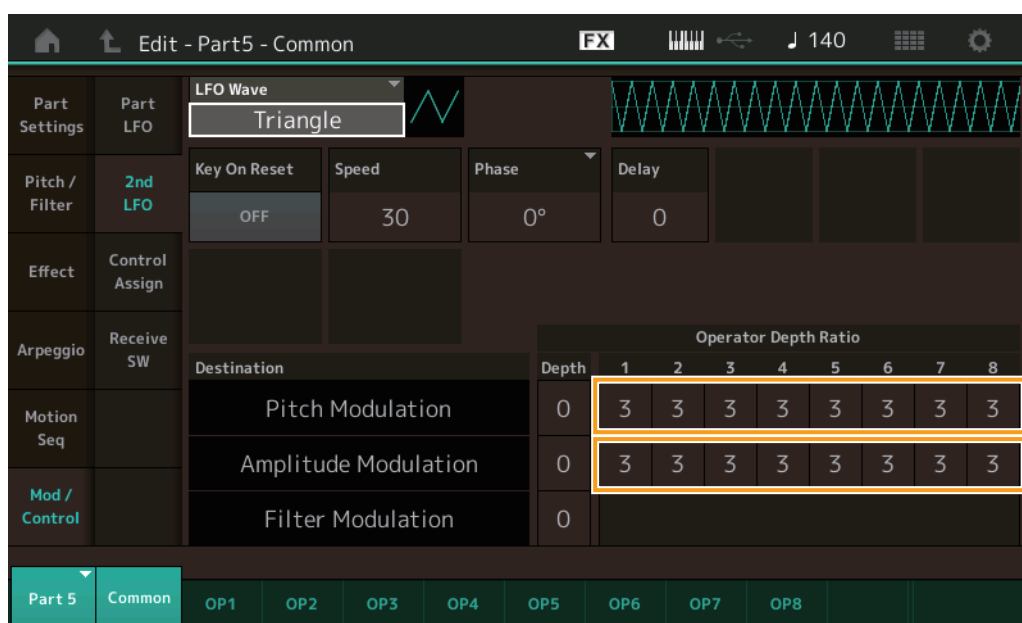 Edit - Part5 - Common
FX
140
Part
Settings
Part
LFO
LFO Wave
Triangle
Pitch /
Filter
2nd
LFO
Key On Reset
OFF
Speed
30
Phase
0°
Delay
0
Effect
Control
Assign
Arpeggio
Receive
SW
Operator Depth Ratio
Destination Depth 1 2 3 4 5 6 7 8
Pitch Modulation 0 3 3 3 3 3 3 3 3
Motion
Seq
Amplitude Modulation 0 3 3 3 3 3 3 3 3
Mod /
Control
Filter Modulation 0
Part 5 Common OP1 OP2 OP3 OP4 OP5 OP6 OP7 OP8